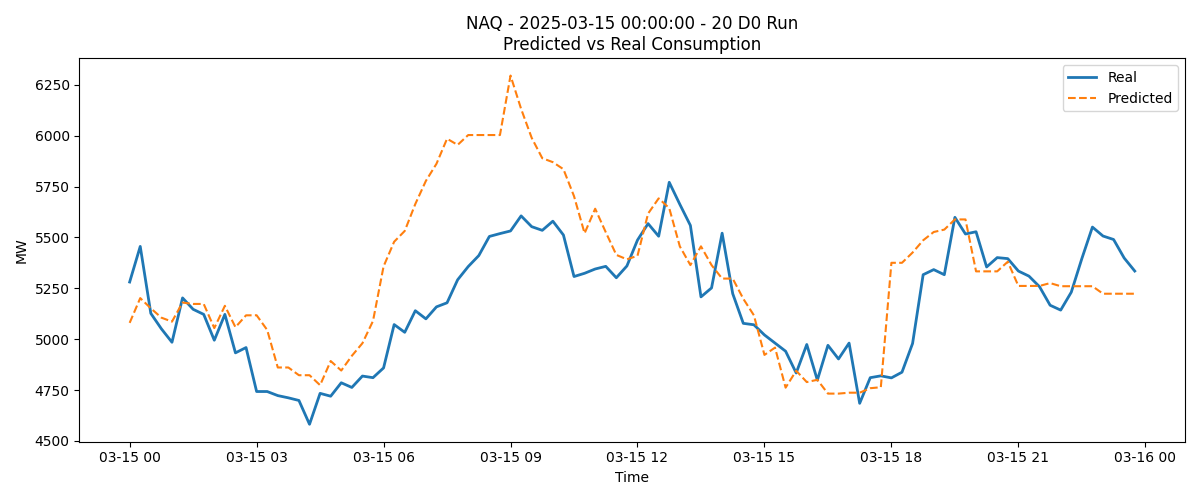 NAQ - 2025-03-15 00:00:00 - 20 D0 Run
Predicted vs Real Consumption
Real
Predicted
6250
6000
5750
5500
5250
5000
4750
4500
MW
03-15 00
03-15 03
03-15 06
03-15 09
03-15 12
03-15 15
03-15 18
03-15 21
03-16 00
Time